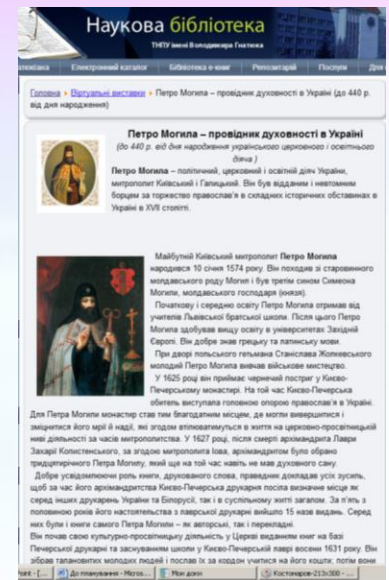 Наукова бібліотека
ТНПУ імені Володимира Гнатюка
Електронний каталог Бібліотека e-книг Репозитарій Послуги
Головна ▸ Віртуальні виставки ▸ Петро Могила – провідник духовності в Україні (до 440 р.
від дня народження)
Петро Могила – провідник духовності в Україні
(до 440 р. від дня народження українського церковного і освітнього
діяча )
Петро Могила – політичний, церковний і освітній діяч України,
митрополит Київський і Галицький. Він був відданим і невтомним
борцем за торжество православ'я в складних історичних обставинах в
Україні в XVII столітті.
Майбутній Київський митрополит Петро Могила
народився 10 січня 1574 року. Він походив зі старовинного
молдавського роду Могил і був третім сином Симеона
Могили, молдавського господаря (князя).
Початкову і середню освіту Петро Могила отримав від
учителів Львівської братської школи. Після цього Петро
Могила здобував вищу освіту в університетах Західній
Європі. Він добре знав грецьку та латинську мови.
При дворі польського гетьмана Станіслава Жолкевського
молодий Петро Могила вивчав військове мистецтво.
У 1625 році він приймає чернечий постриг у Києво-
Печерському монастирі. На той час Києво-Печерська
обитель виступала головною опорою православ'я в Україні.
Для Петра Могили монастир став тим благодатним місцем, де могли вивершитися і
зміцнитися його мрії й надії, які згодом втілюватимуться в життя на церковно-просвітницькій
ниві діяльності за часів митрополитства. У 1627 році, після смерті архімандрита Лаври
Захарії Копистенського, за згодою митрополита Іова, архімандритом було обрано
тридцятирічного Петра Могилу, який ще на той час навіть не мав духовного сану.
Добре усвідомлюючи роль книги, друкованого слова, праведник докладав усіх зусиль,
щоб за час його архімандритства Києво-Печерська друкарня посіла визначне місце як
серед інших друкарень України та Білорусії, так і в суспільному житті загалом. За п'ять з
половиною років його настоятельства з лаврської друкарні вийшло 15 назв видань. Серед
них були і книги самого Петра Могили – як авторські, так і перекладні.
Він почав свою культурно-просвітницьку діяльність у Церкві виданням книг на базі
Печерської друкарні та заснуванням школи у Києво-Печерській лаврі восени 1631 року. Він
зібрав талановитих молодих людей і послав їх за кордон учитися на його кошти; потім вони
Point - [ До планування - Micros... Мои доки Костюкпов-213x300 - ...